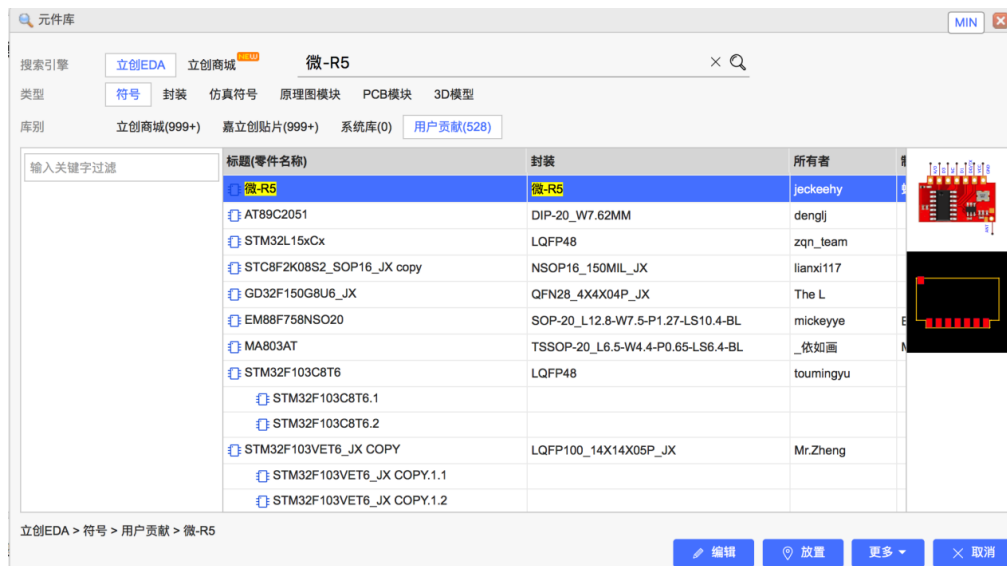 元件库
MIN
搜索引擎 立创EDA 立创商城 NEW 微-R5
类型 符号 封装 仿真符号 原理图模块 PCB模块 3D模型
库别 立创商城(999+) 嘉立创贴片(999+) 系统库(0) 用户贡献(528)
输入关键字过滤
标题(零件名称) 封装 所有者
微-R5 微-R5 jeckeehy
AT89C2051 DIP-20_W7.62MM denglj
STM32L15xCx LQFP48 zqn_team
STC8F2K08S2_SOP16_JX copy NSOP16_150MIL_JX lianxi117
GD32F150G8U6_JX QFN28_4X4X04P_JX The L
EM88F758NSO20 SOP-20_L12.8-W7.5-P1.27-LS10.4-BL mickeyye
MA803AT TSSOP-20_L6.5-W4.4-P0.65-LS6.4-BL _依如画
STM32F103C8T6 LQFP48 toumingyu
STM32F103C8T6.1
STM32F103C8T6.2
STM32F103VET6_JX COPY LQFP100_14X14X05P_JX Mr.Zheng
STM32F103VET6_JX COPY.1.1
STM32F103VET6_JX COPY.1.2
立创EDA > 符号 > 用户贡献 > 微-R5
编辑 放置 更多 取消